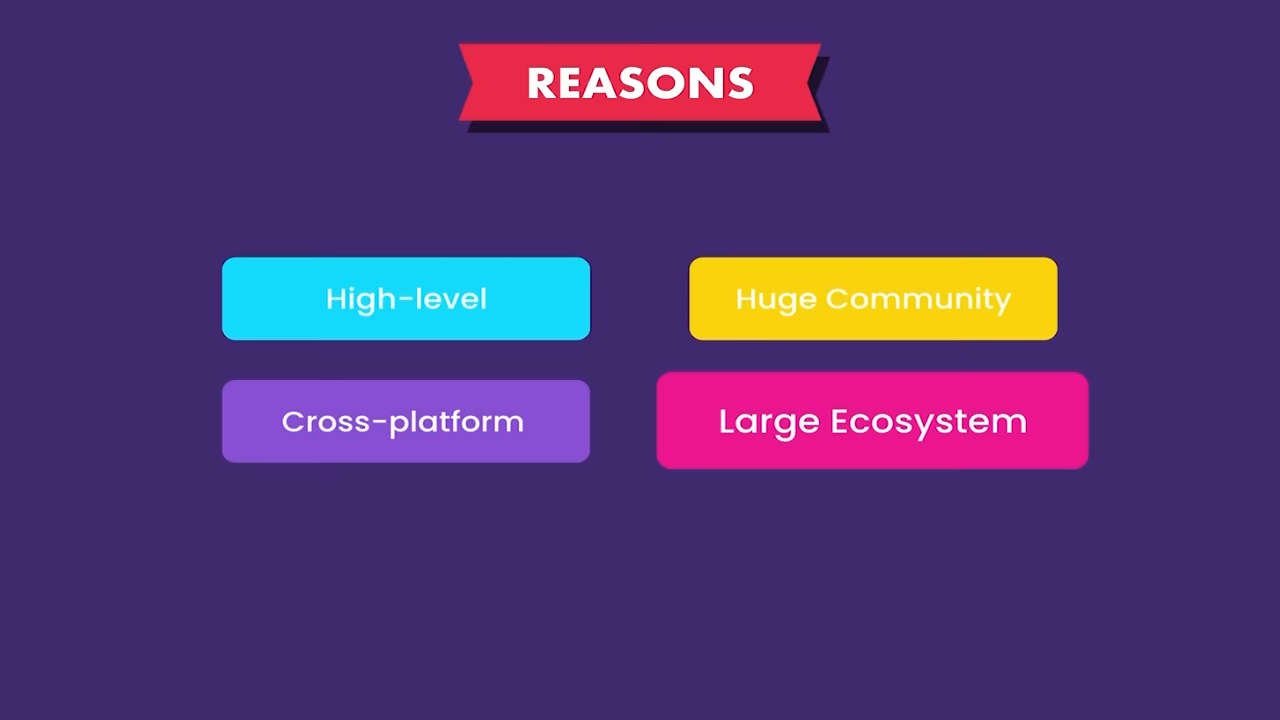 REASONS
High-level
Huge Community
Cross-platform
Large Ecosystem